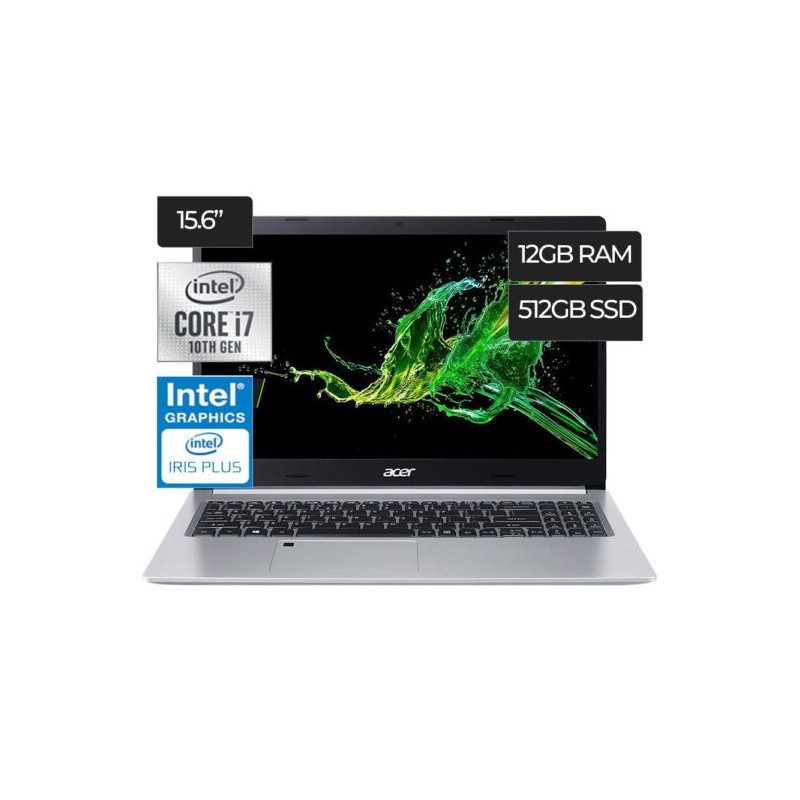 15.6”
12GB RAM
512GB SSD
intel
CORE i7
10TH GEN
Intel®
GRAPHICS
intel
IRIS PLUS
acer